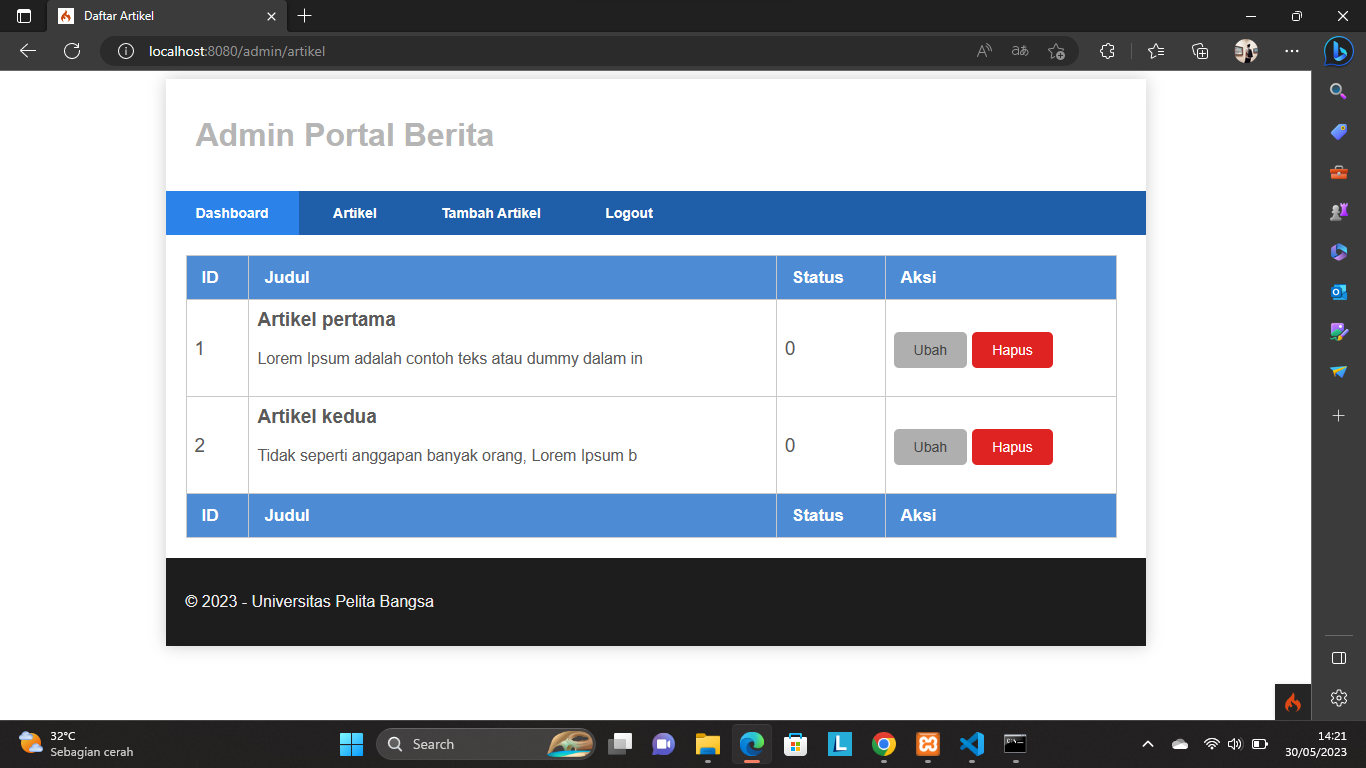 Daftar Artikel
localhost:8080/admin/artikel
Admin Portal Berita
Dashboard Artikel Tambah Artikel Logout
ID Judul Status Aksi
1 Artikel pertama 0 Ubah Hapus
Lorem Ipsum adalah contoh teks atau dummy dalam in
2 Artikel kedua 0 Ubah Hapus
Tidak seperti anggapan banyak orang, Lorem Ipsum b
ID Judul Status Aksi
© 2023 - Universitas Pelita Bangsa
32°C
Sebagian cerah
Search
14:21
30/05/2023